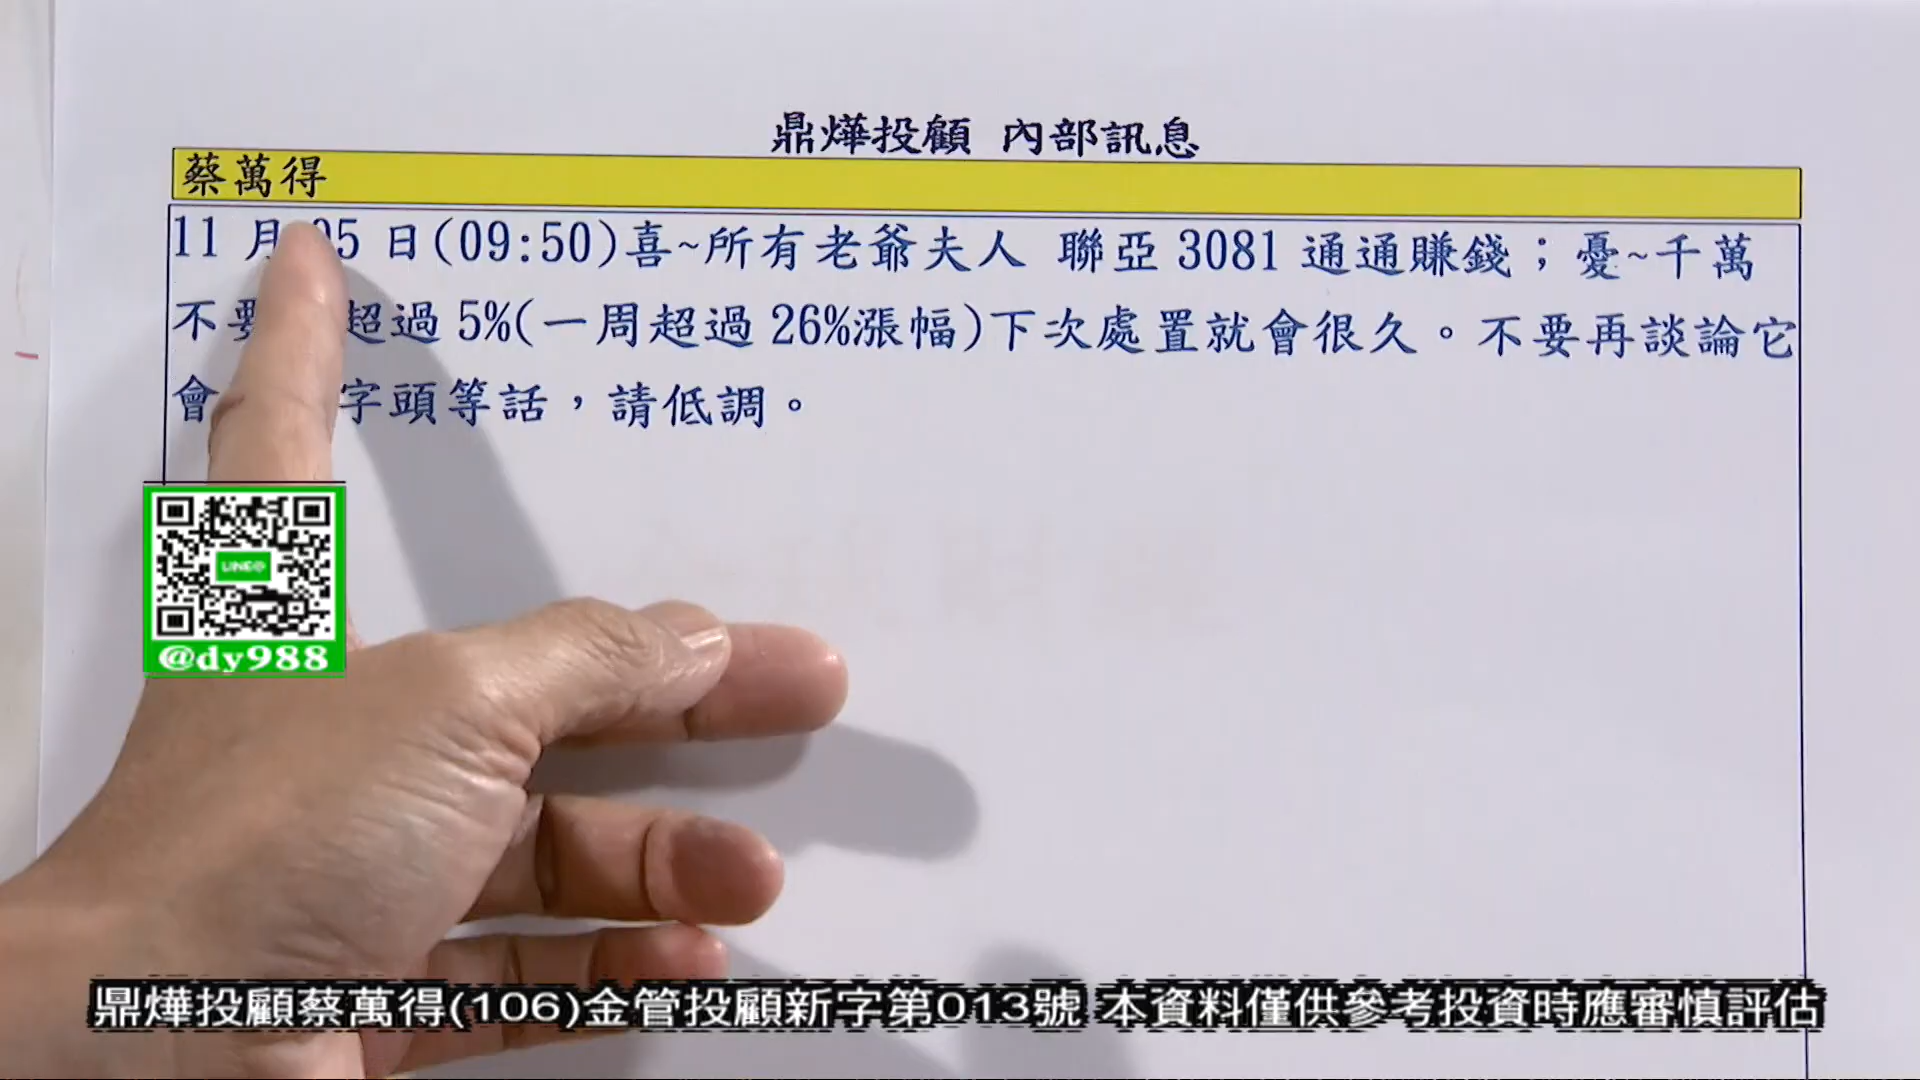 鼎燁投顧 內部訊息
蔡萬得
11 月 05 日(09:50)喜~所有老爺夫人 聯亞 3081 通通賺錢；憂~千萬
不要 超過 5%(一周超過 26%漲幅)下次處置就會很久。不要再談論它
會 字頭等話，請低調。
LINE@
@dy988
鼎燁投顧蔡萬得(106)金管投顧新字第013號 本資料僅供參考投資時應審慎評估